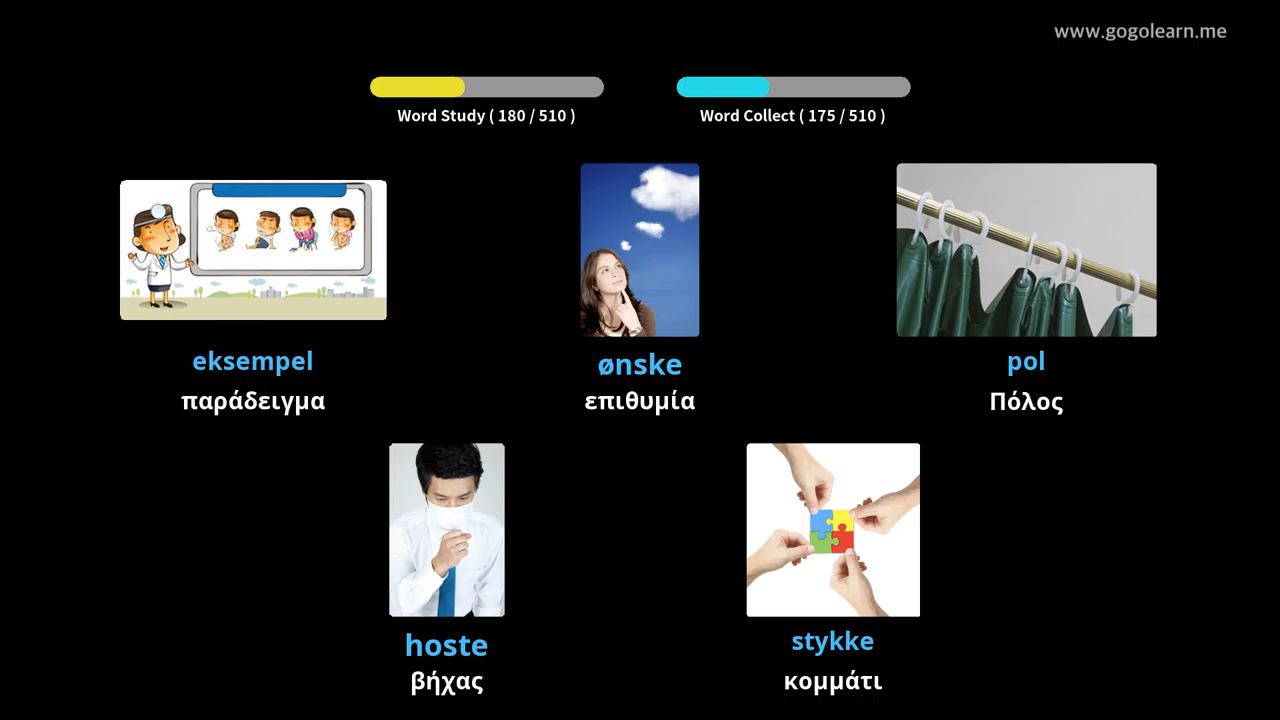 www.gogolearn.me
Word Study ( 180 / 510 )
Word Collect ( 175 / 510 )
eksempel
παράδειγμα
ønske
επιθυμία
pol
Πόλος
hoste
βήχας
stykke
κομμάτι